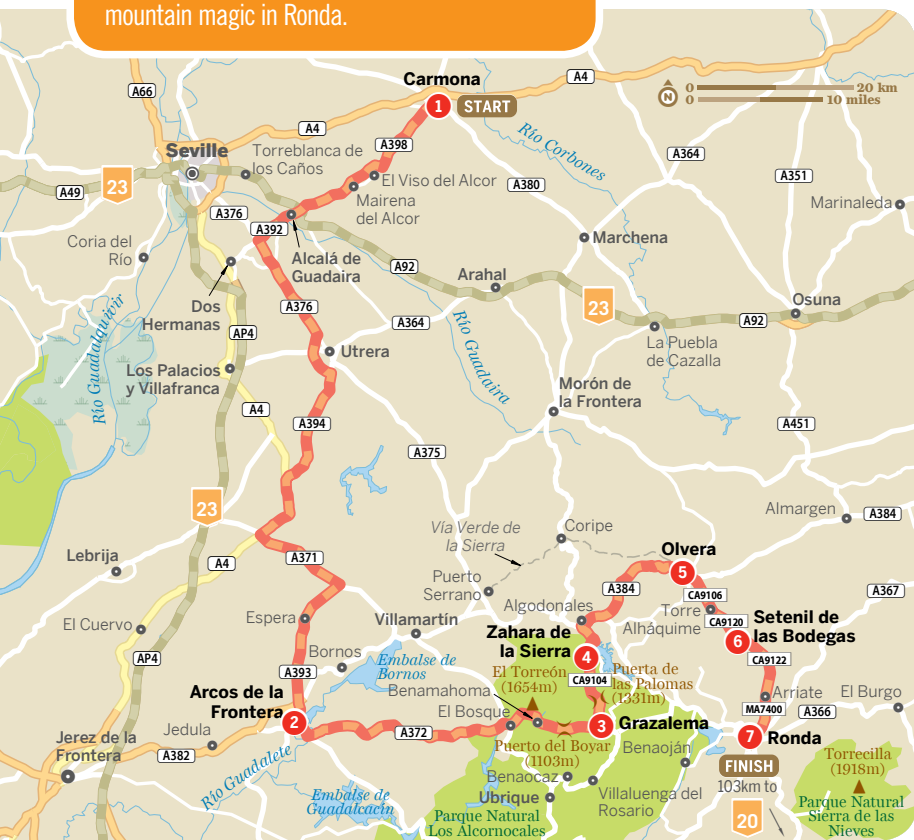 mountain magic in Ronda.
Carmona
1
START
A4
0 20 km
N
0 10 miles
A66
A4
A398
Río Corbones
Seville
Torreblanca de
los Caños
A364
A351
23
A49
El Viso del Alcor
A380
Mairena
del Alcor
Marinaleda
A376
A392
Coria del
Río
Alcalá de
Guadaira
Marchena
A92
Arahal
Dos
Hermanas
A376
23
Osuna
Río Guadalquivir
AP4
A364
Río Guadaira
A92
La Puebla
de Cazalla
Utrera
Los Palacios
y Villafranca
Morón de
la Frontera
A4
A394
A451
A375
23
Almargen
A384
Vía Verde de
la Sierra
Coripe
Lebrija
A4
A371
Olvera
5
Puerto
Serrano
A384
CA9106
A367
Algodonales
Torre
Alháquime
CA9120
Setenil de
las Bodegas
6
El Cuervo
Espera
Villamartín
Zahara de
la Sierra
4
CA9122
AP4
Bornos
Embalse de
Bornos
El Torreón
(1654m)
CA9104
Puerta de
las Palomas
(1331m)
A393
Benamahoma
Arriate
El Burgo
Arcos de la
Frontera
2
El Bosque
MA7400
A366
A372
3
Grazalema
7
Ronda
Jedula
Jerez de la
Frontera
A382
Puerto del Boyar
(1103m)
Benaoján
FINISH
103km to
20
Torrecilla
(1918m)
Río Guadalete
Benaocaz
Ubrique
Villaluenga del
Rosario
Embalse de
Guadalcacín
Parque Natural
Los Alcornocales
Parque Natural
Sierra de las
Nieves